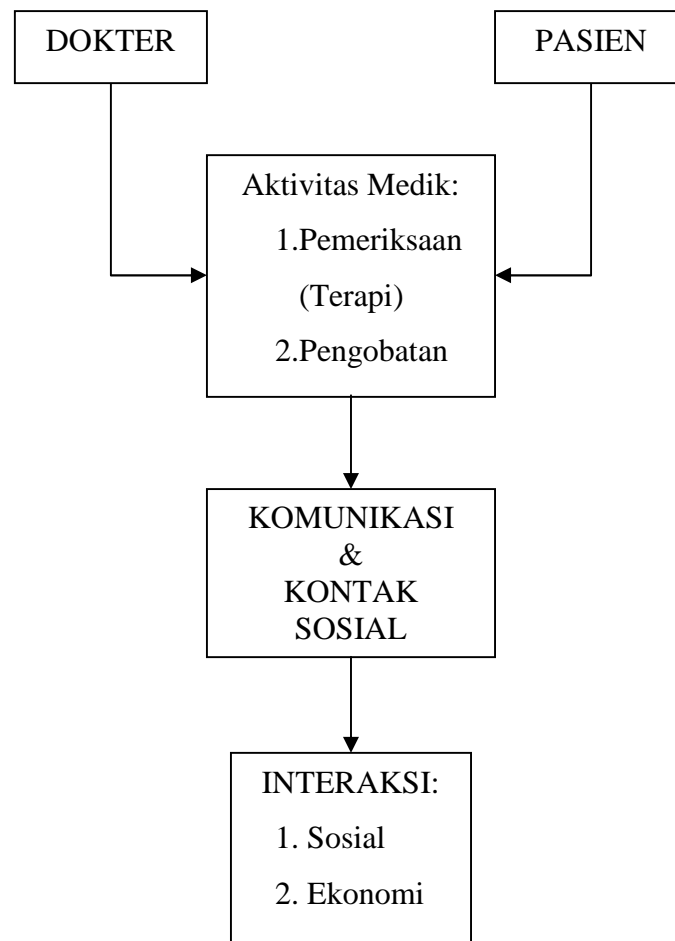 DOKTER
PASIEN
Aktivitas Medik:
1.Pemeriksaan
(Terapi)
2.Pengobatan
KOMUNIKASI
&
KONTAK
SOSIAL
INTERAKSI:
1. Sosial
2. Ekonomi